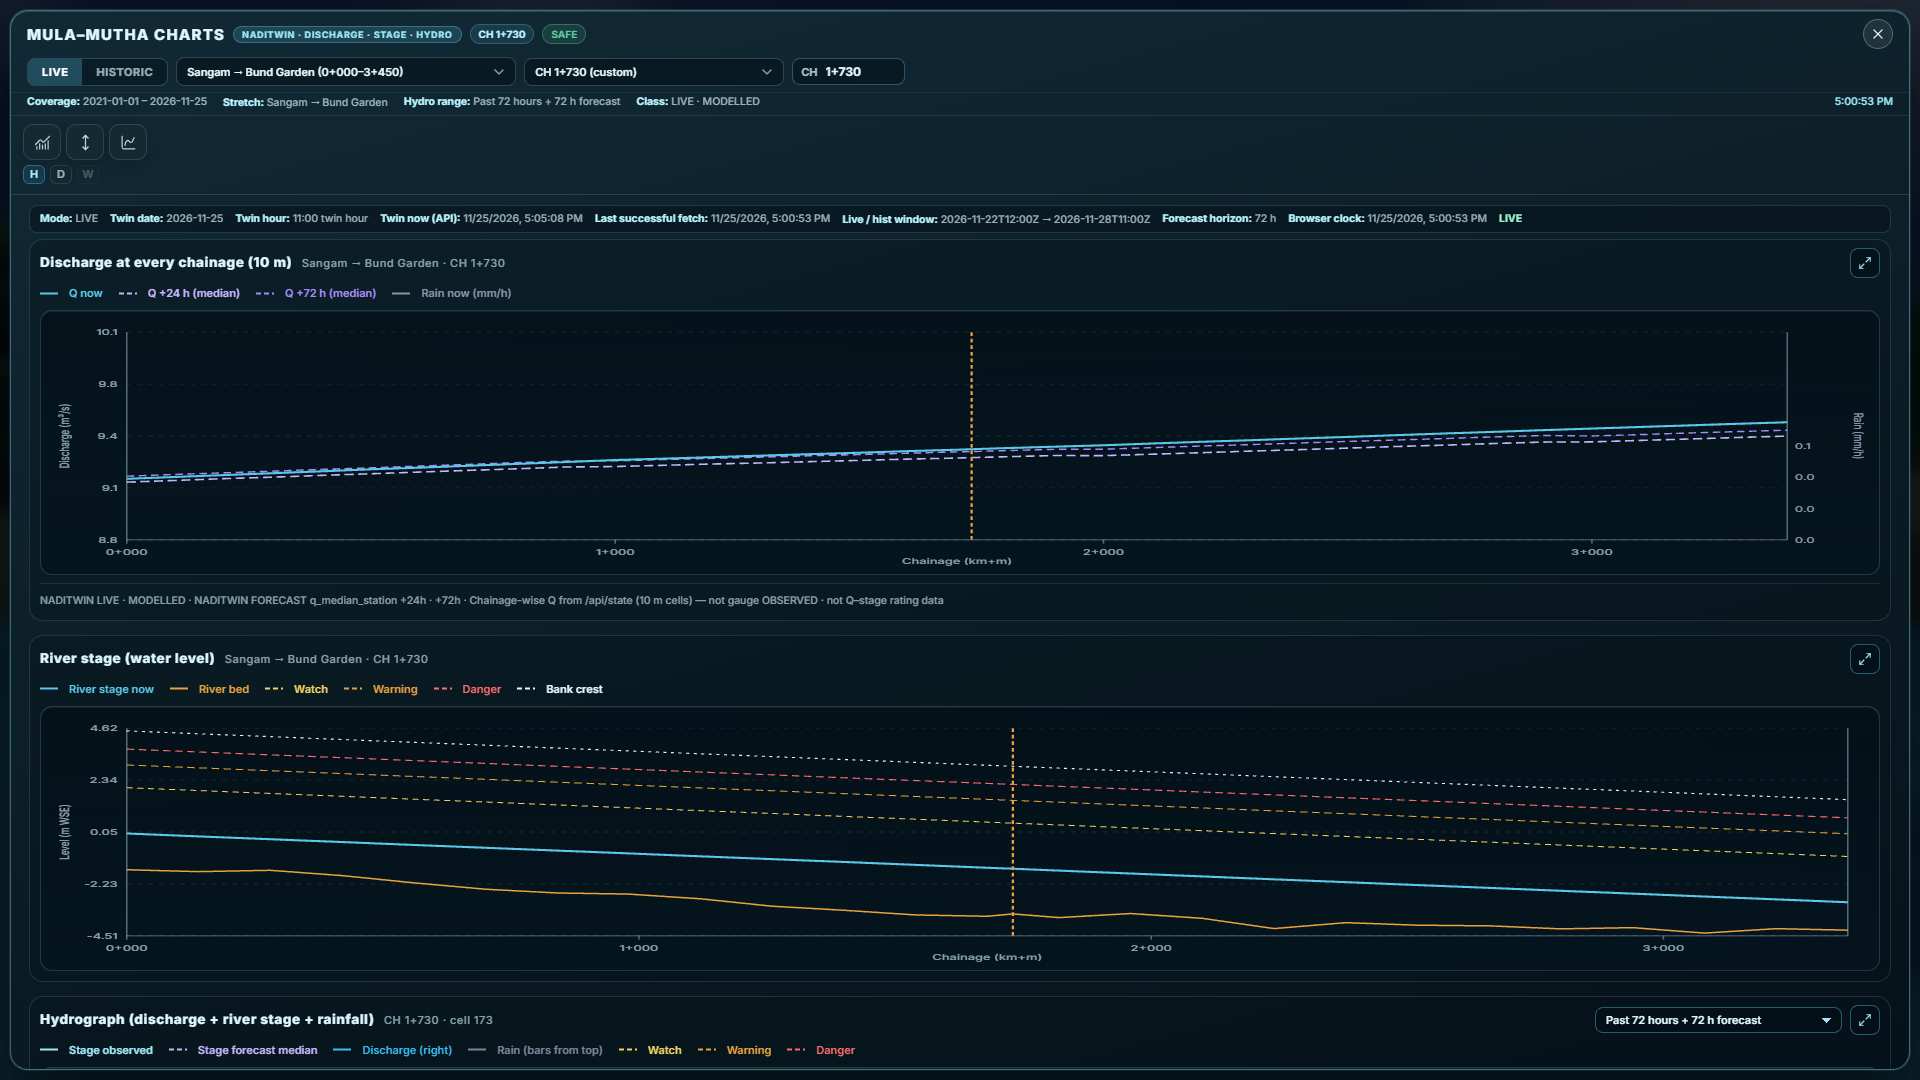 MULA–MUTHA CHARTS NADITWIN · DISCHARGE · STAGE · HYDRO CH 1+730 SAFE
LIVE HISTORIC Sangam → Bund Garden (0+000–3+450) CH 1+730 (custom) CH 1+730
Coverage: 2021-01-01 – 2026-11-25 Stretch: Sangam → Bund Garden Hydro range: Past 72 hours + 72 h forecast Class: LIVE · MODELLED 5:00:53 PM
H D W
Mode: LIVE Twin date: 2026-11-25 Twin hour: 11:00 twin hour Twin now (API): 11/25/2026, 5:05:08 PM Last successful fetch: 11/25/2026, 5:00:53 PM Live / hist window: 2026-11-22T12:00Z → 2026-11-28T11:00Z Forecast horizon: 72 h Browser clock: 11/25/2026, 5:00:53 PM LIVE
Discharge at every chainage (10 m) Sangam → Bund Garden · CH 1+730
Q now Q +24 h (median) Q +72 h (median) Rain now (mm/h)
10.1
9.8
9.4
9.1
8.8
Discharge (m³/s)
0.1
0.0
0.0
0.0
Rain (mm/h)
0+000 1+000 2+000 3+000
Chainage (km+m)
NADITWIN LIVE · MODELLED · NADITWIN FORECAST q_median_station +24h · +72h · Chainage-wise Q from /api/state (10 m cells) — not gauge OBSERVED · not Q–stage rating data
River stage (water level) Sangam → Bund Garden · CH 1+730
River stage now River bed Watch Warning Danger Bank crest
4.62
2.34
0.05
-2.23
-4.51
Level (m WSE)
0+000 1+000 2+000 3+000
Chainage (km+m)
Hydrograph (discharge + river stage + rainfall) CH 1+730 · cell 173 Past 72 hours + 72 h forecast
Stage observed Stage forecast median Discharge (right) Rain (bars from top) Watch Warning Danger